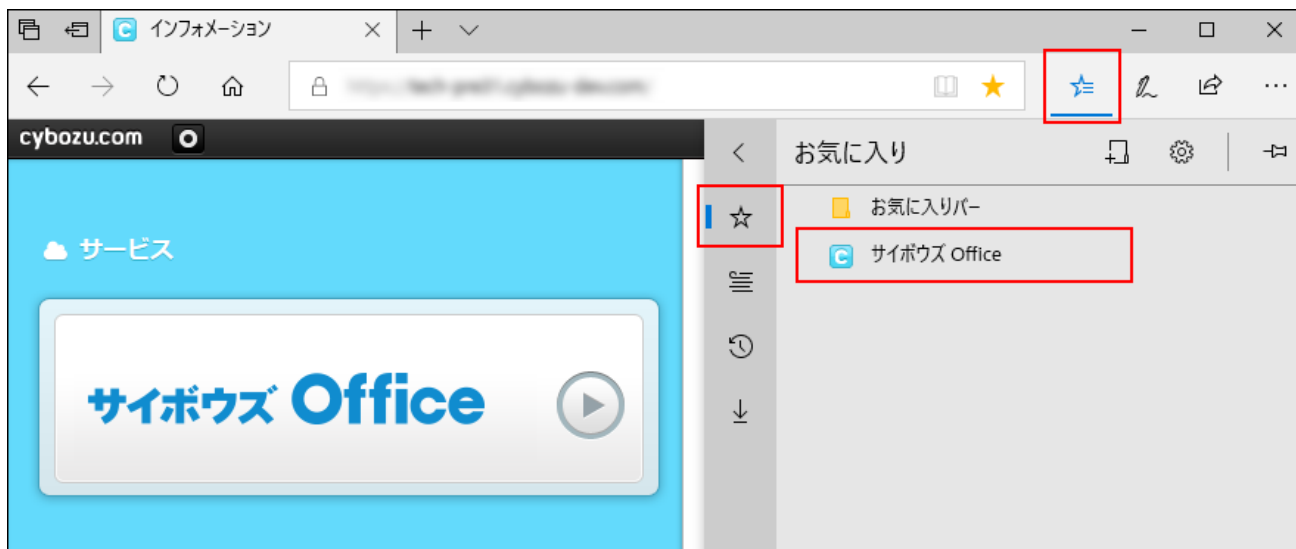 インフォメーション
cybozu.com
お気に入り
お気に入りバー
サイボウズ Office
サービス
サイボウズ Office